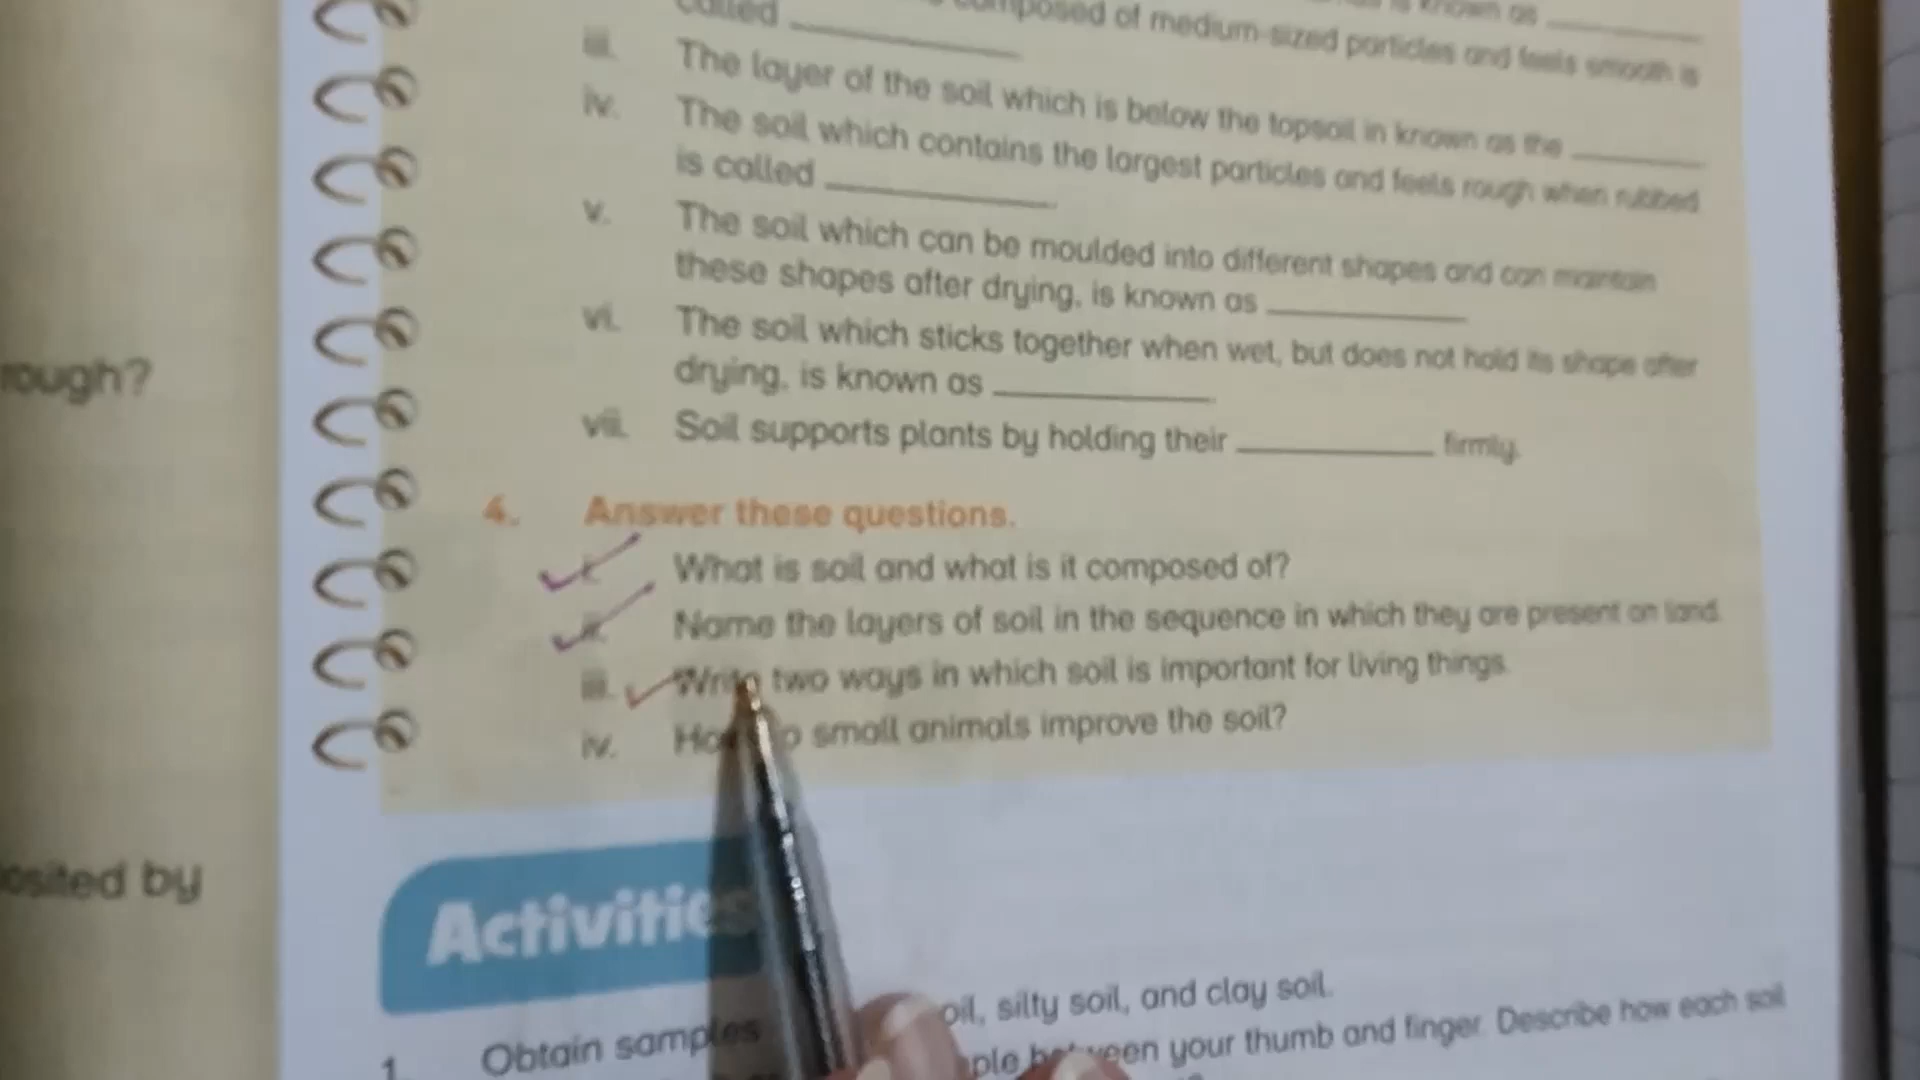 is known as
called composed of medium-sized particles and feels smooth is
iii. The layer of the soil which is below the topsoil in known as the
iv. The soil which contains the largest particles and feels rough when rubbed
is called
v. The soil which can be moulded into different shapes and can maintain
these shapes after drying, is known as
vi. The soil which sticks together when wet, but does not hold its shape after
drying, is known as
vii. Soil supports plants by holding their firmly.
rough?
4. Answer these questions.
What is soil and what is it composed of?
ii. Name the layers of soil in the sequence in which they are present on land.
iii. Write two ways in which soil is important for living things.
iv. small animals improve the soil?
by
Activities
oil, silty soil, and clay soil.
1. Obtain samples
between your thumb and finger. Describe how each soil